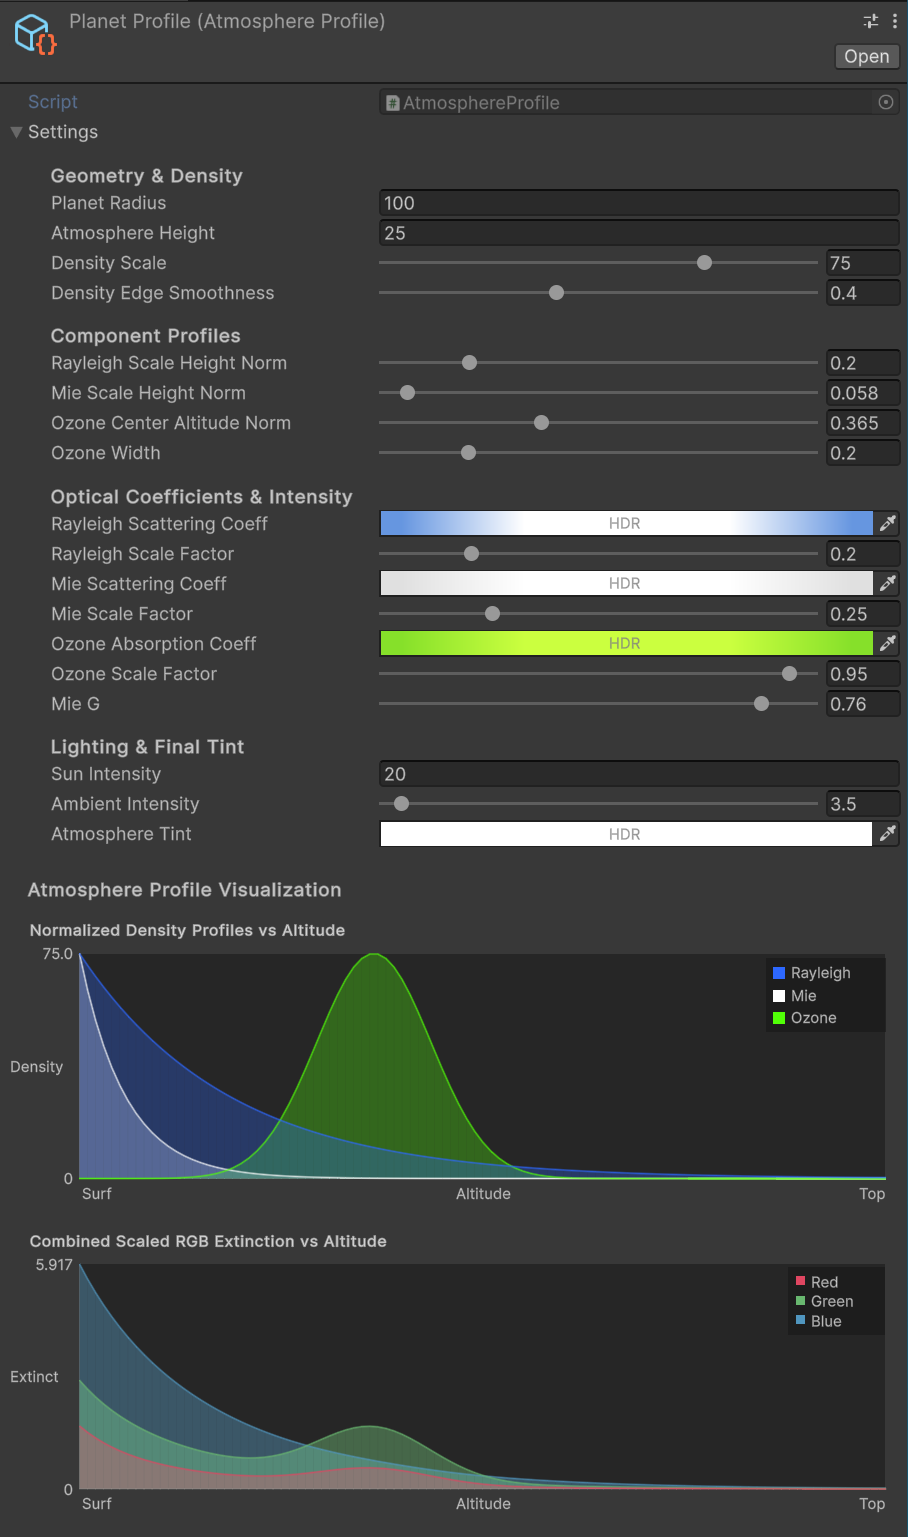 Planet Profile (Atmosphere Profile)
Open
Script # AtmosphereProfile
Settings
Geometry & Density
Planet Radius 100
Atmosphere Height 25
Density Scale 75
Density Edge Smoothness 0.4
Component Profiles
Rayleigh Scale Height Norm 0.2
Mie Scale Height Norm 0.058
Ozone Center Altitude Norm 0.365
Ozone Width 0.2
Optical Coefficients & Intensity
Rayleigh Scattering Coeff HDR
Rayleigh Scale Factor 0.2
Mie Scattering Coeff HDR
Mie Scale Factor 0.25
Ozone Absorption Coeff HDR
Ozone Scale Factor 0.95
Mie G 0.76
Lighting & Final Tint
Sun Intensity 20
Ambient Intensity 3.5
Atmosphere Tint HDR
Atmosphere Profile Visualization
Normalized Density Profiles vs Altitude
75.0
Rayleigh
Mie
Ozone
Density
0
Surf Altitude Top
Combined Scaled RGB Extinction vs Altitude
5.917
Red
Green
Blue
Extinct
0
Surf Altitude Top